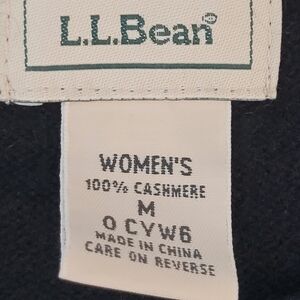 L.L.Bean®
WOMEN'S
100% CASHMERE
M
0 CYW6
MADE IN CHINA
CARE ON REVERSE